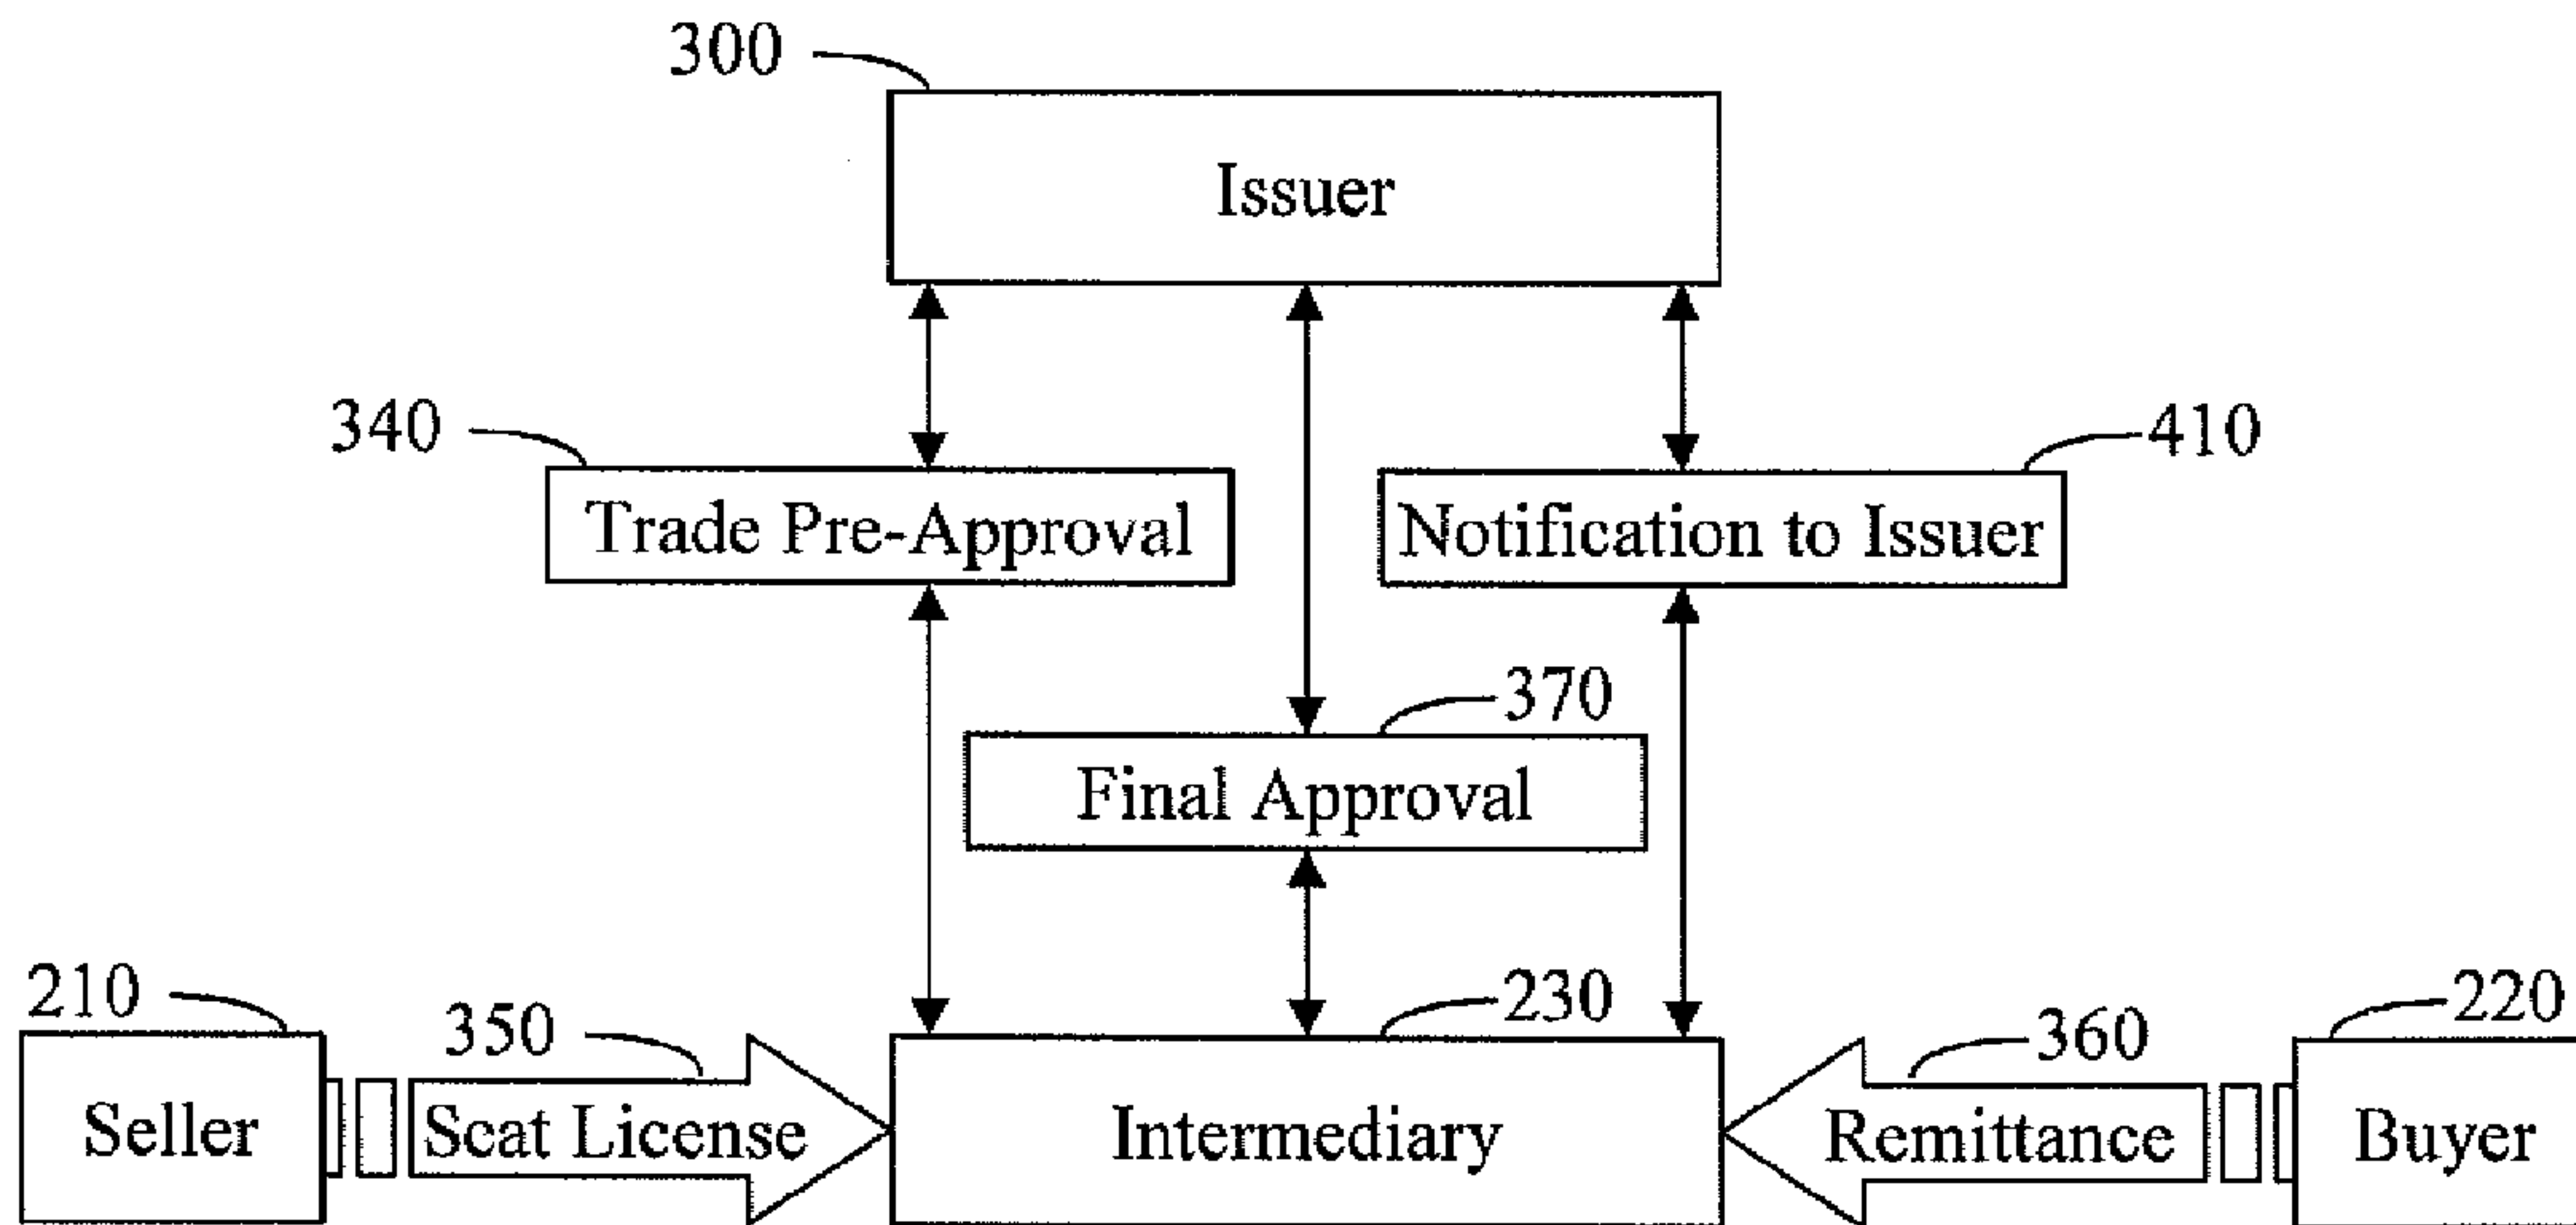 300
Issuer
340
410
Trade Pre-Approval
Notification to Issuer
370
Final Approval
210
350
230
360
220
Seller
Scat License
Intermediary
Remittance
Buyer